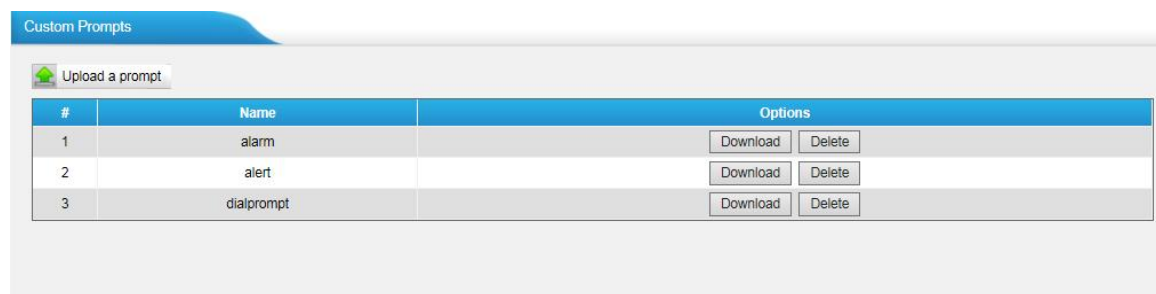 Custom Prompts
Upload a prompt
# Name Options
1 alarm Download Delete
2 alert Download Delete
3 dialprompt Download Delete